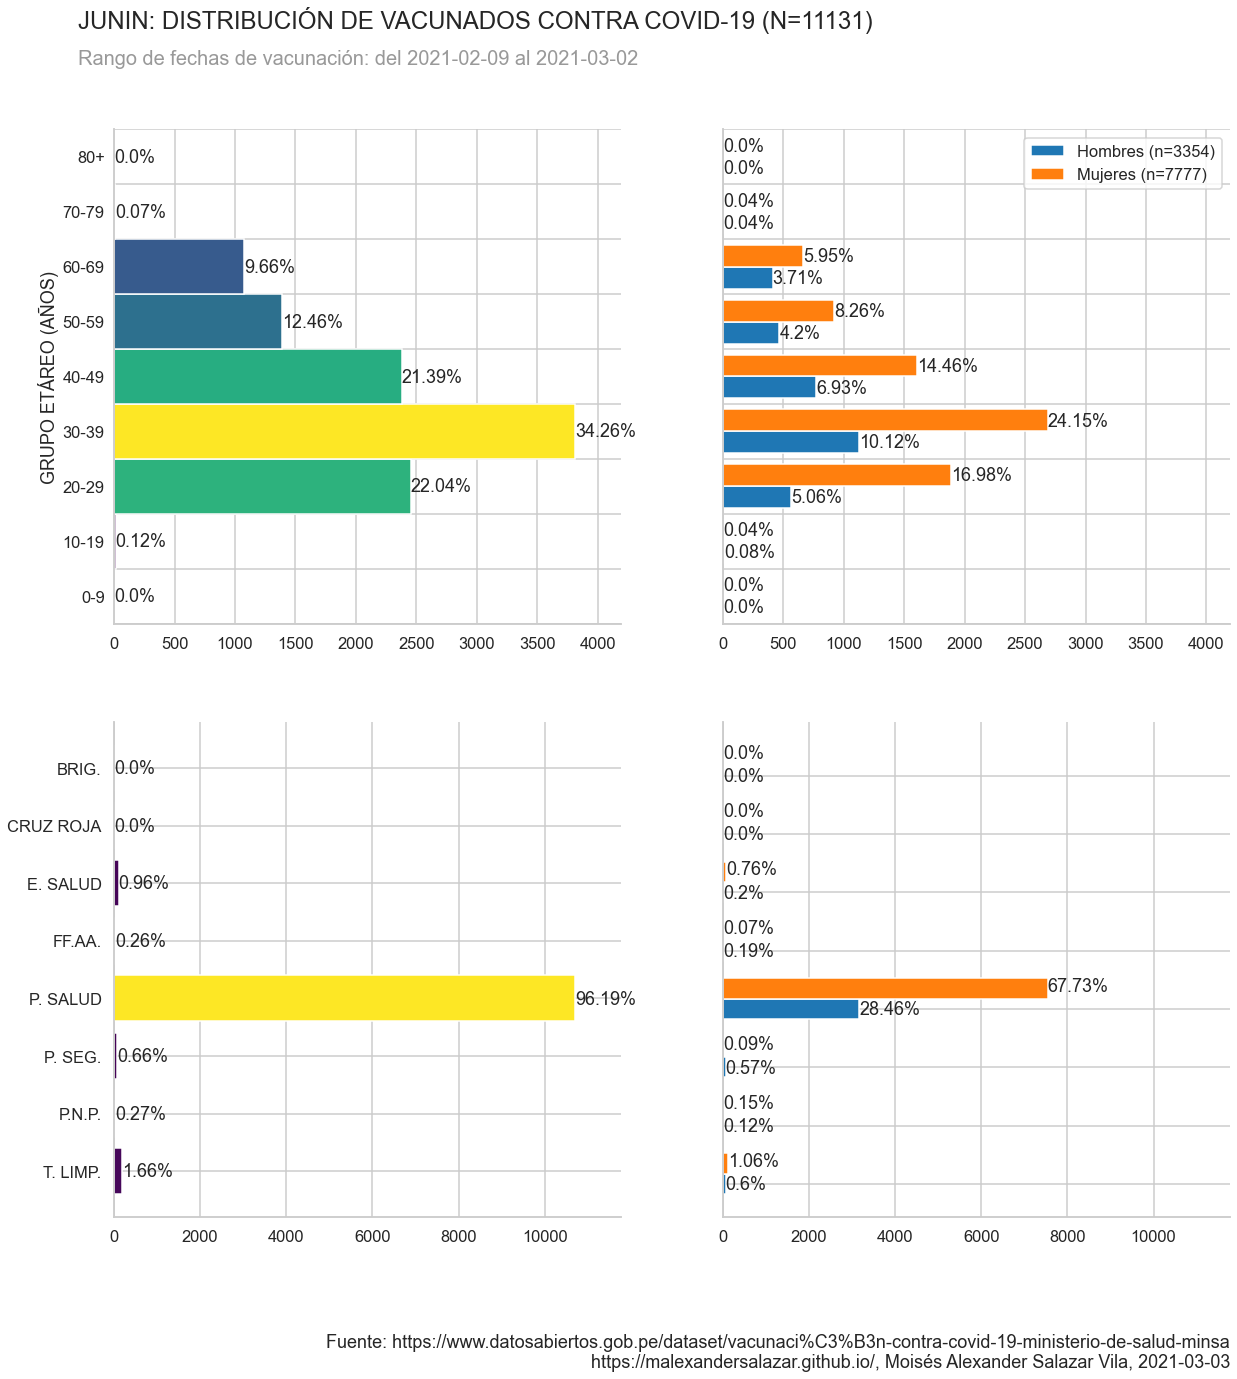 JUNIN: DISTRIBUCIÓN DE VACUNADOS CONTRA COVID-19 (N=11131)
Rango de fechas de vacunación: del 2021-02-09 al 2021-03-02
GRUPO ETÁREO (AÑOS)
80+ 0.0%
70-79 0.07%
60-69 9.66%
50-59 12.46%
40-49 21.39%
30-39 34.26%
20-29 22.04%
10-19 0.12%
0-9 0.0%
0 500 1000 1500 2000 2500 3000 3500 4000
Hombres (n=3354)
Mujeres (n=7777)
0.0%
0.0%
0.04%
0.04%
5.95%
3.71%
8.26%
4.2%
14.46%
6.93%
24.15%
10.12%
16.98%
5.06%
0.04%
0.08%
0.0%
0.0%
0 500 1000 1500 2000 2500 3000 3500 4000
BRIG. 0.0%
CRUZ ROJA 0.0%
E. SALUD 0.96%
FF.AA. 0.26%
P. SALUD 96.19%
P. SEG. 0.66%
P.N.P. 0.27%
T. LIMP. 1.66%
0 2000 4000 6000 8000 10000
0.0%
0.0%
0.0%
0.0%
0.76%
0.2%
0.07%
0.19%
67.73%
28.46%
0.09%
0.57%
0.15%
0.12%
1.06%
0.6%
0 2000 4000 6000 8000 10000
Fuente: https://www.datosabiertos.gob.pe/dataset/vacunaci%C3%B3n-contra-covid-19-ministerio-de-salud-minsa
https://malexandersalazar.github.io/, Moisés Alexander Salazar Vila, 2021-03-03